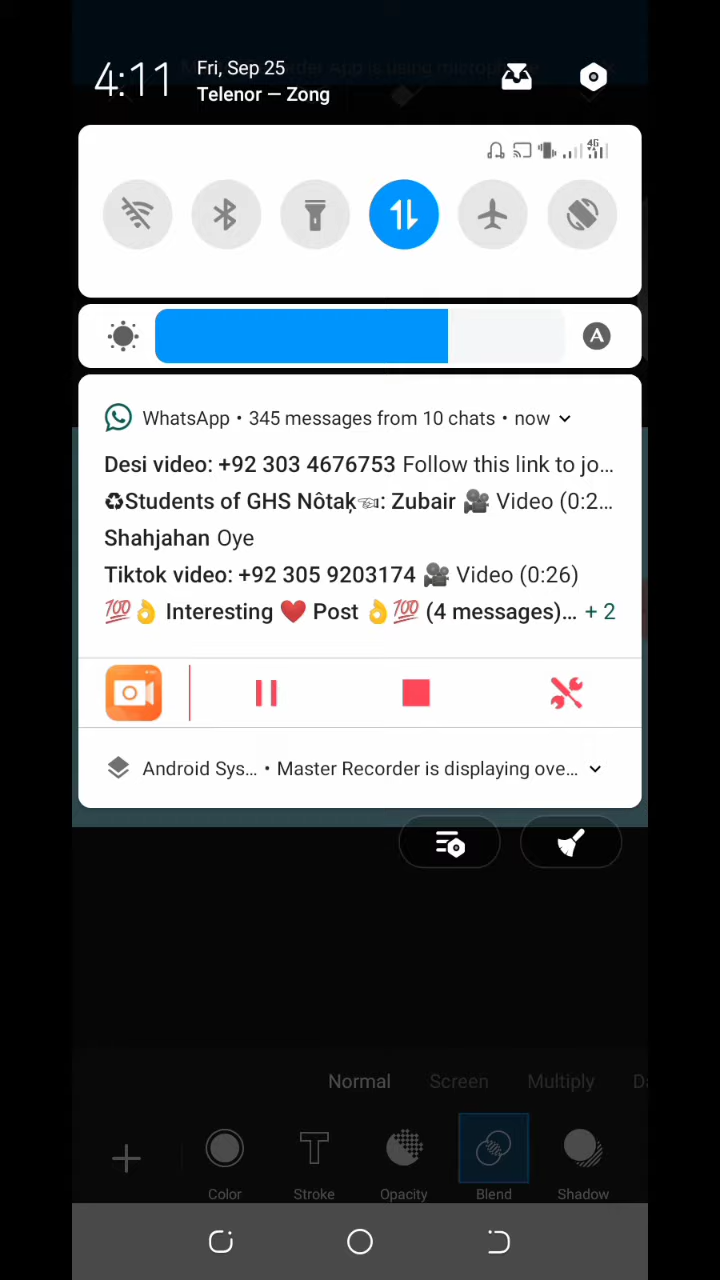 4:11
Fri, Sep 25
Telenor — Zong
4G
A
WhatsApp • 345 messages from 10 chats • now
Desi video: +92 303 4676753 Follow this link to jo...
♻Students of GHS Nôtaķ☜: Zubair 🎥 Video (0:2...
Shahjahan Oye
Tiktok video: +92 305 9203174 🎥 Video (0:26)
💯👌 Interesting ❤️ Post 👌💯 (4 messages)... + 2
Android Sys... • Master Recorder is displaying ove...
Normal Screen Multiply
Color Stroke Opacity Blend Shadow